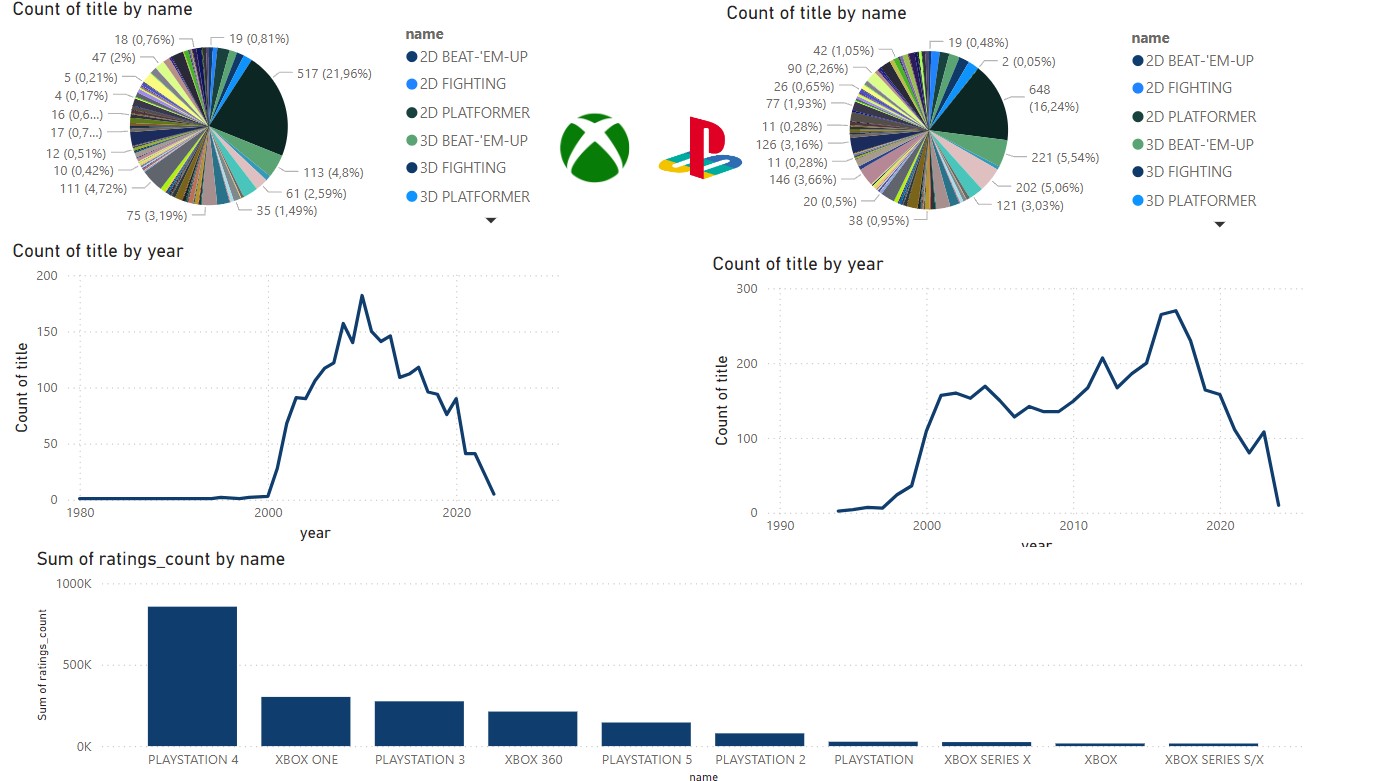 Count of title by name
18 (0,76%)
19 (0,81%)
47 (2%)
517 (21,96%)
5 (0,21%)
4 (0,17%)
16 (0,6...)
17 (0,7...)
12 (0,51%)
113 (4,8%)
10 (0,42%)
61 (2,59%)
111 (4,72%)
35 (1,49%)
75 (3,19%)
name
2D BEAT-'EM-UP
2D FIGHTING
2D PLATFORMER
3D BEAT-'EM-UP
3D FIGHTING
3D PLATFORMER
Count of title by name
42 (1,05%)
19 (0,48%)
90 (2,26%)
2 (0,05%)
26 (0,65%)
648
(16,24%)
77 (1,93%)
11 (0,28%)
126 (3,16%)
221 (5,54%)
11 (0,28%)
146 (3,66%)
202 (5,06%)
20 (0,5%)
121 (3,03%)
38 (0,95%)
name
2D BEAT-'EM-UP
2D FIGHTING
2D PLATFORMER
3D BEAT-'EM-UP
3D FIGHTING
3D PLATFORMER
Count of title by year
Count of title
200
150
100
50
0
1980
2000
2020
year
Count of title by year
Count of title
300
200
100
0
1990
2000
2010
2020
year
Sum of ratings_count by name
Sum of ratings_count
1000K
500K
0K
PLAYSTATION 4
XBOX ONE
PLAYSTATION 3
XBOX 360
PLAYSTATION 5
PLAYSTATION 2
PLAYSTATION
XBOX SERIES X
XBOX
XBOX SERIES S/X
name